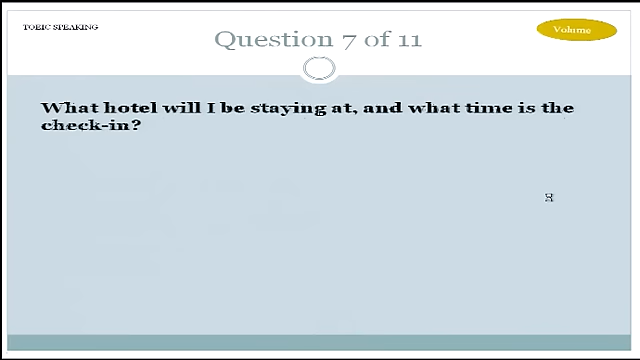 TOEIC SPEAKING
Volume
Question 7 of 11
What hotel will I be staying at, and what time is the
check-in?